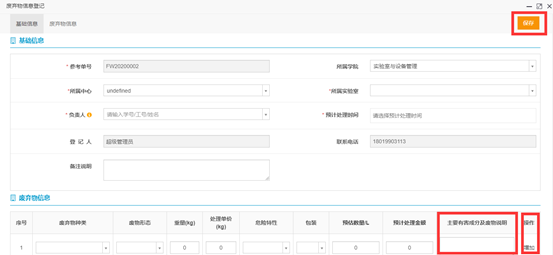 废弃物信息登记
基础信息 废弃物信息 保存
基础信息
* 参考单号 FW20200002 所属学院 实验室与设备管理
*所属中心 undefined *所属实验室
* 负责人 请输入学号/工号/姓名 * 预计处理时间 请选择预计处理时间
登 记 人 超级管理员 联系电话 18019903113
备注说明
废弃物信息
序号 废弃物种类 废物形态 重量(kg) 处理单价(kg) 危险特性 包装 预估数量/L 预计处理金额 主要有害成分及废物说明 操作
1 0 0 0 0 增加